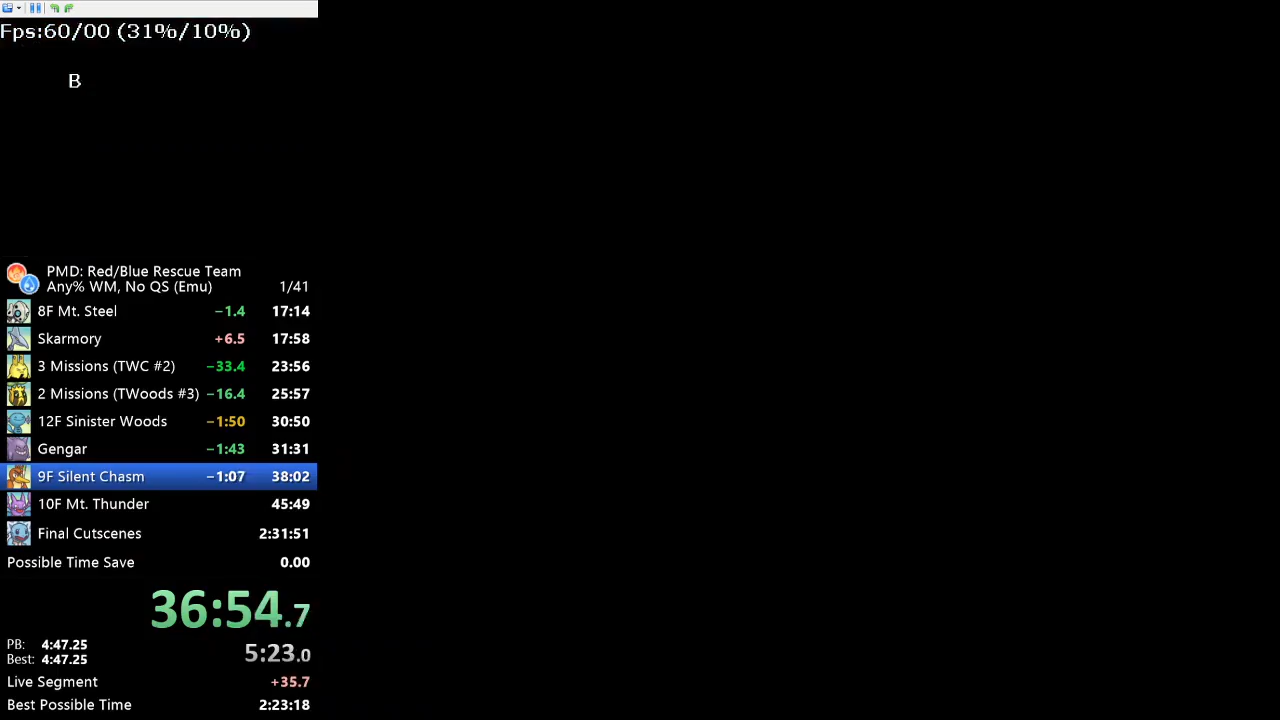 Fps:60/00 (31%/10%)
B
PMD: Red/Blue Rescue Team
Any% WM, No QS (Emu) 1/41
8F Mt. Steel −1.4 17:14
Skarmory +6.5 17:58
3 Missions (TWC #2) −33.4 23:56
2 Missions (TWoods #3) −16.4 25:57
12F Sinister Woods −1:50 30:50
Gengar −1:43 31:31
9F Silent Chasm −1:07 38:02
10F Mt. Thunder 45:49
Final Cutscenes 2:31:51
Possible Time Save 0.00
36:54.7
PB: 4:47.25
Best: 4:47.25
5:23.0
Live Segment +35.7
Best Possible Time 2:23:18